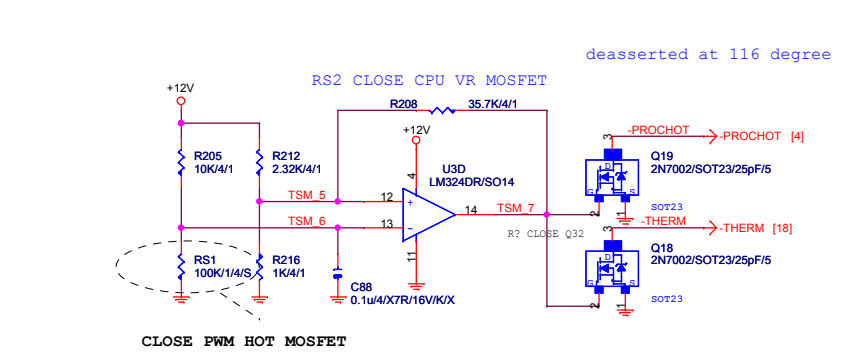 deasserted at 116 degree
RS2 CLOSE CPU VR MOSFET
+12V
R208
35.7K/4/1
+12V
-PROCHOT
-PROCHOT [4]
3
R205
10K/4/1
R212
2.32K/4/1
U3D
LM324DR/SO14
4
D
Q19
2N7002/SOT23/25pF/5
TSM_5
12
+
G
S
TSM_6
13
-
14
TSM_7
2
1
SOT23
-THERM
-THERM [18]
R? CLOSE Q32
3
11
D
Q18
2N7002/SOT23/25pF/5
RS1
100K/1/4/S
R216
1K/4/1
G
S
C88
0.1u/4/X7R/16V/K/X
2
1
SOT23
CLOSE PWM HOT MOSFET